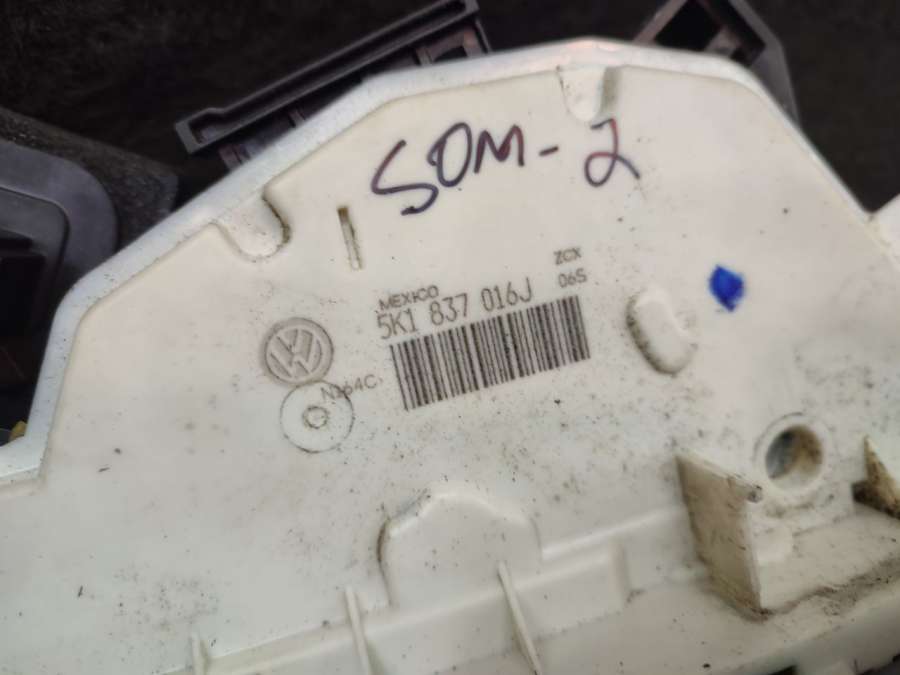 SOM-2
ZCX
MEXICO 06S
5K1 837 016J